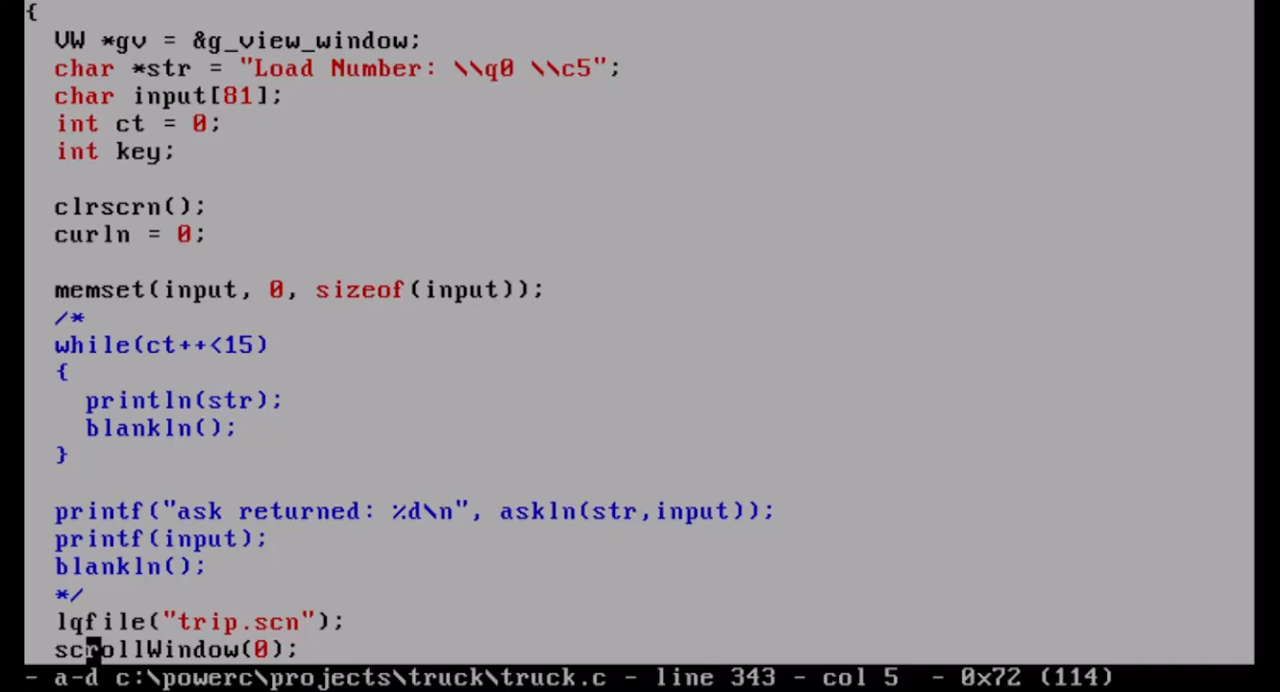 {
  VW *gv = &g_view_window;
  char *str = "Load Number: \\q0 \\c5";
  char input[81];
  int ct = 0;
  int key;

  clrscrn();
  curln = 0;

  memset(input, 0, sizeof(input));
  /*
  while(ct++<15)
  {
    println(str);
    blankln();
  }

  printf("ask returned: %d\n", askln(str,input));
  printf(input);
  blankln();
  */
  lqfile("trip.scn");
  scrollWindow(0);
- a-d c:\powerc\projects\truck\truck.c - line 343 - col 5  - 0x72 (114)